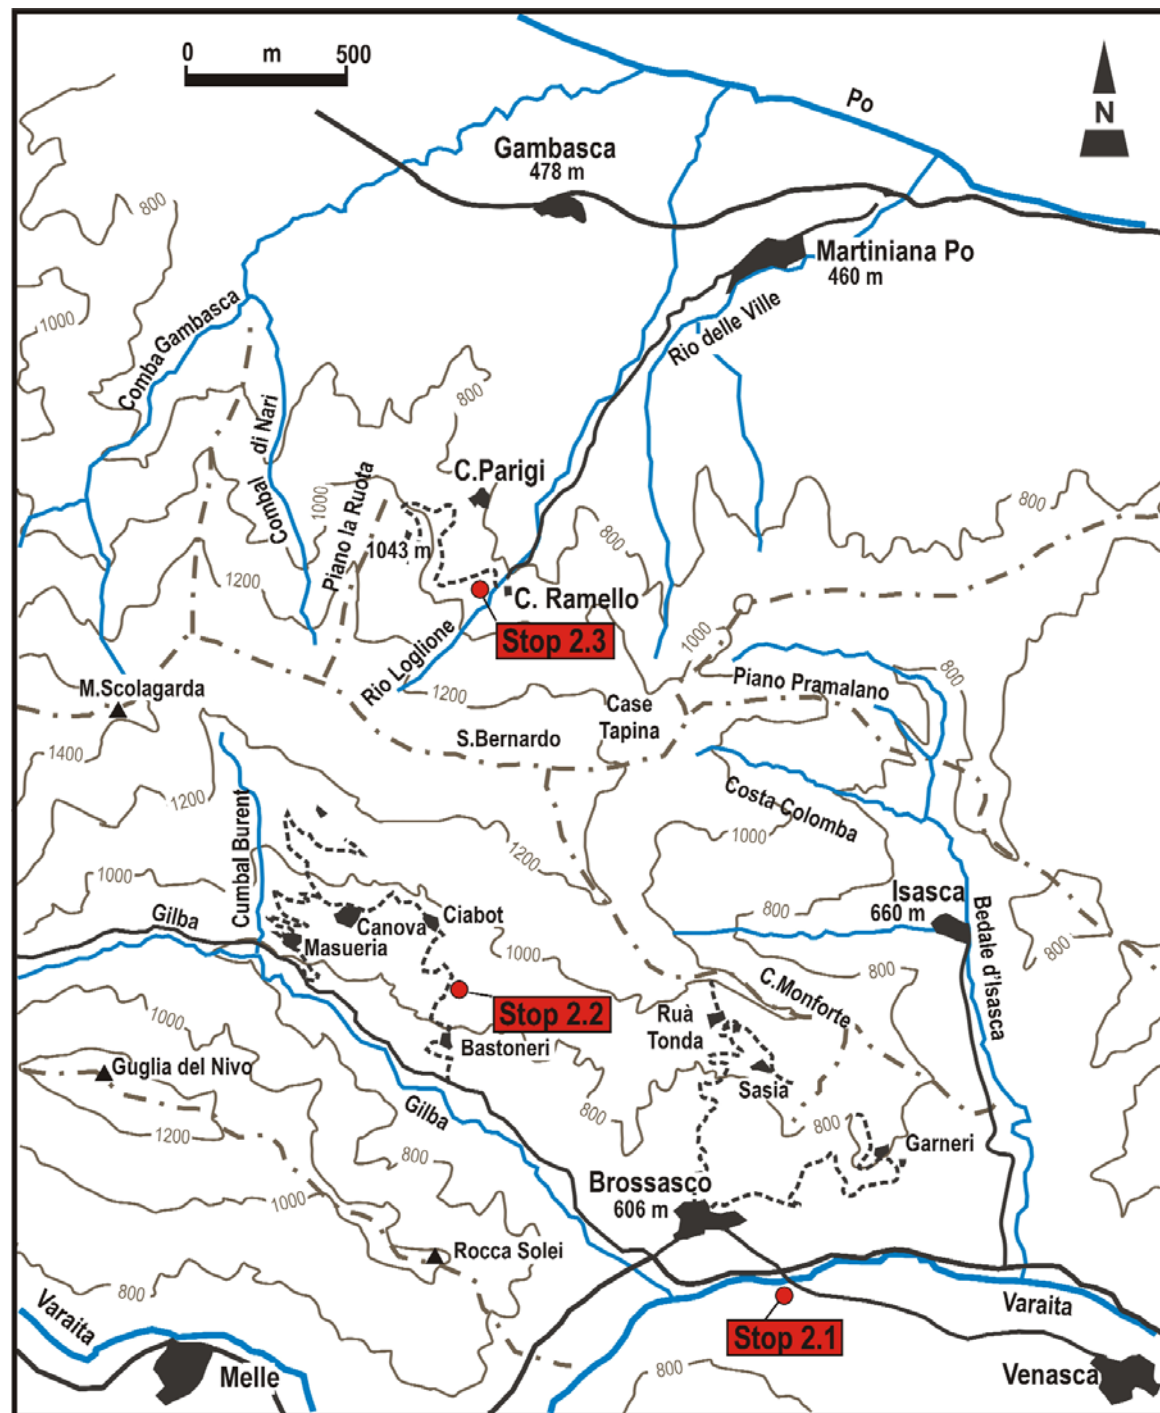 0 m 500
Po
N
Gambasca
478 m
800
Martiniana Po
460 m
1000
Comba Gambasca
Rio delle Ville
800
Combal di Nari
Piano la Ruota
C.Parigi
1000
800
800
800
1043 m
1200
C. Ramello
Stop 2.3
1000
Rio Loglione
800
M.Scolagarda
1200
Case
Tapina
Piano Pramalano
S.Bernardo
1400
1200
Cumbal Burent
Costa Colomba
1000
1200
1000
Isasca
660 m
800
Gilba
Canova
Ciabot
Masueria
1000
800
800
Bedale d'Isasca
C.Monforte
1000
Stop 2.2
Ruà
Tonda
Bastoneri
Guglia del Nivo
Sasia
Gilba
800
800
1200
800
Garneri
1000
Brossasco
606 m
Rocca Solei
800
Varaita
Varaita
Stop 2.1
800
Melle
Venasca